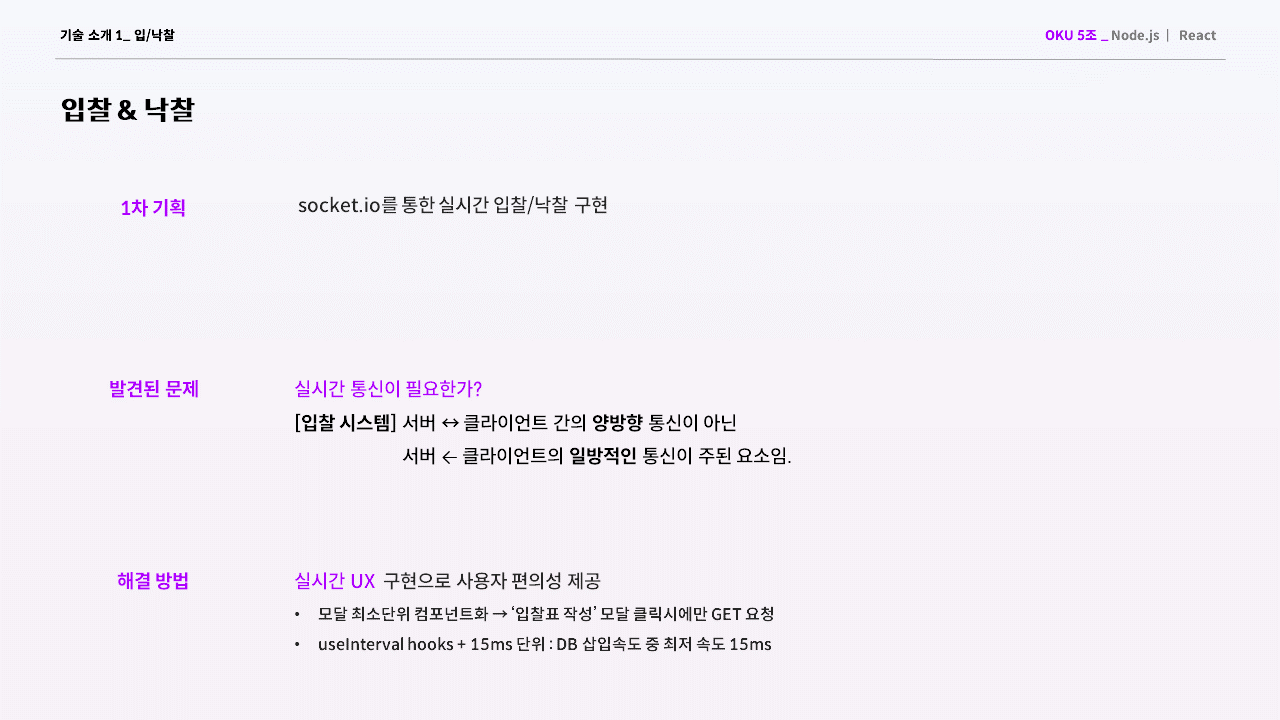 기술 소개 1_ 입/낙찰
OKU 5조 _ Node.js | React
입찰 & 낙찰
1차 기획
socket.io를 통한 실시간 입찰/낙찰 구현
발견된 문제
실시간 통신이 필요한가?
[입찰 시스템] 서버 ↔ 클라이언트 간의 양방향 통신이 아닌
서버 ← 클라이언트의 일방적인 통신이 주된 요소임.
해결 방법
실시간 UX 구현으로 사용자 편의성 제공
• 모달 최소단위 컴포넌트화 → ‘입찰표 작성’ 모달 클릭시에만 GET 요청
• useInterval hooks + 15ms 단위 : DB 삽입속도 중 최저 속도 15ms